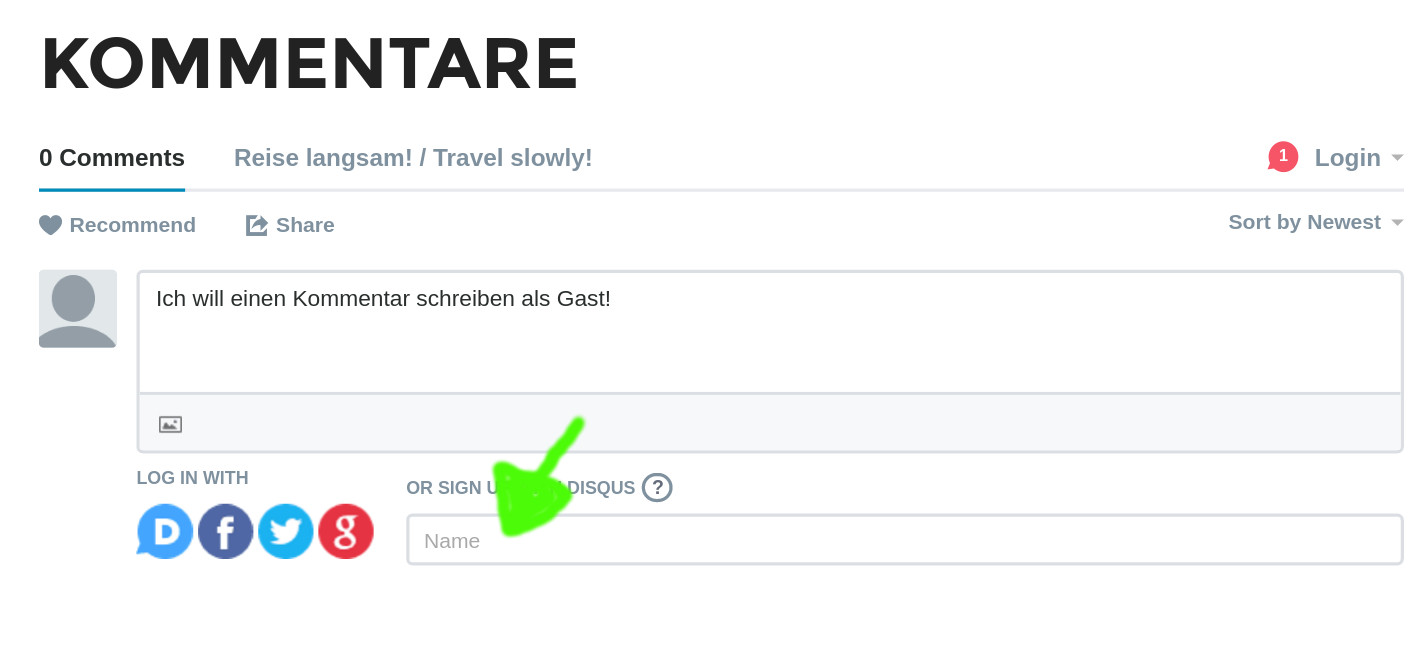 KOMMENTARE
0 Comments Reise langsam! / Travel slowly! 1 Login
Recommend Share Sort by Newest
Ich will einen Kommentar schreiben als Gast!
LOG IN WITH
OR SIGN DISQUS ?
D f g
Name